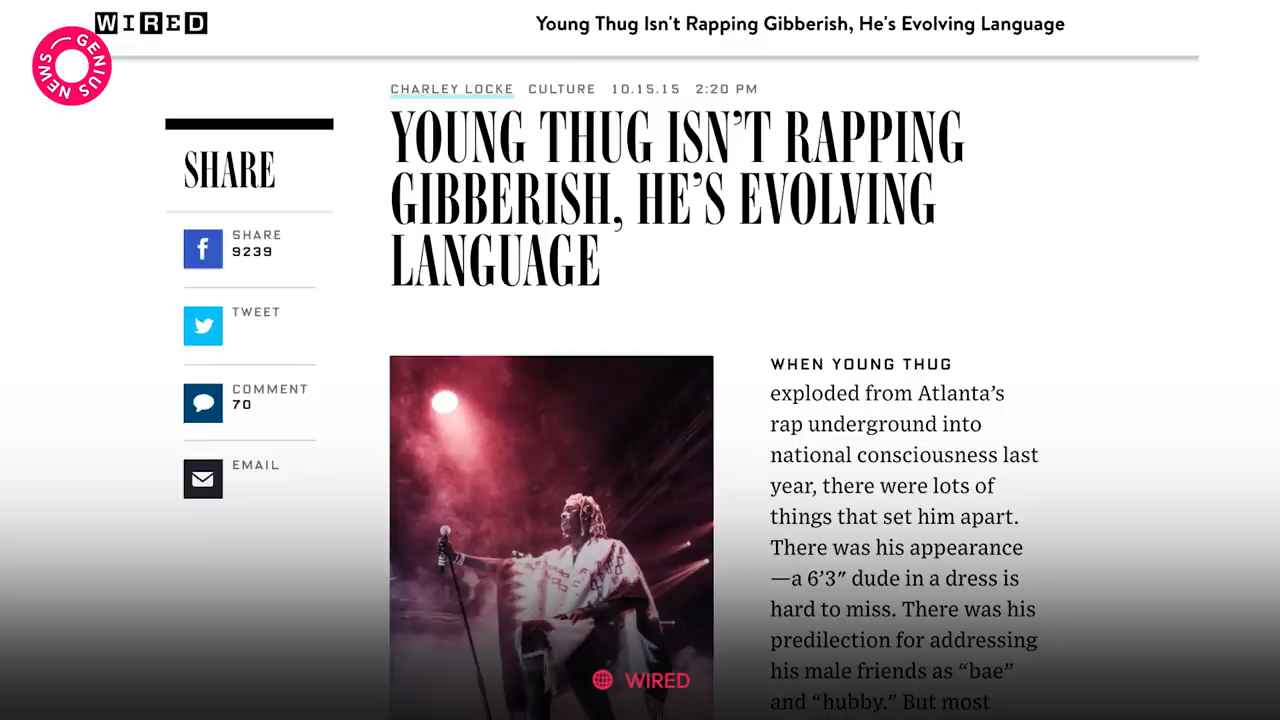 WIRED
Young Thug Isn't Rapping Gibberish, He's Evolving Language
GENIUS NEWS
CHARLEY LOCKE CULTURE 10.15.15 2:20 PM
YOUNG THUG ISN'T RAPPING
GIBBERISH, HE'S EVOLVING
LANGUAGE
SHARE
SHARE
9239
TWEET
COMMENT
70
EMAIL
WHEN YOUNG THUG
exploded from Atlanta’s
rap underground into
national consciousness last
year, there were lots of
things that set him apart.
There was his appearance
—a 6’3″ dude in a dress is
hard to miss. There was his
predilection for addressing
his male friends as “bae”
and “hubby.” But most
WIRED